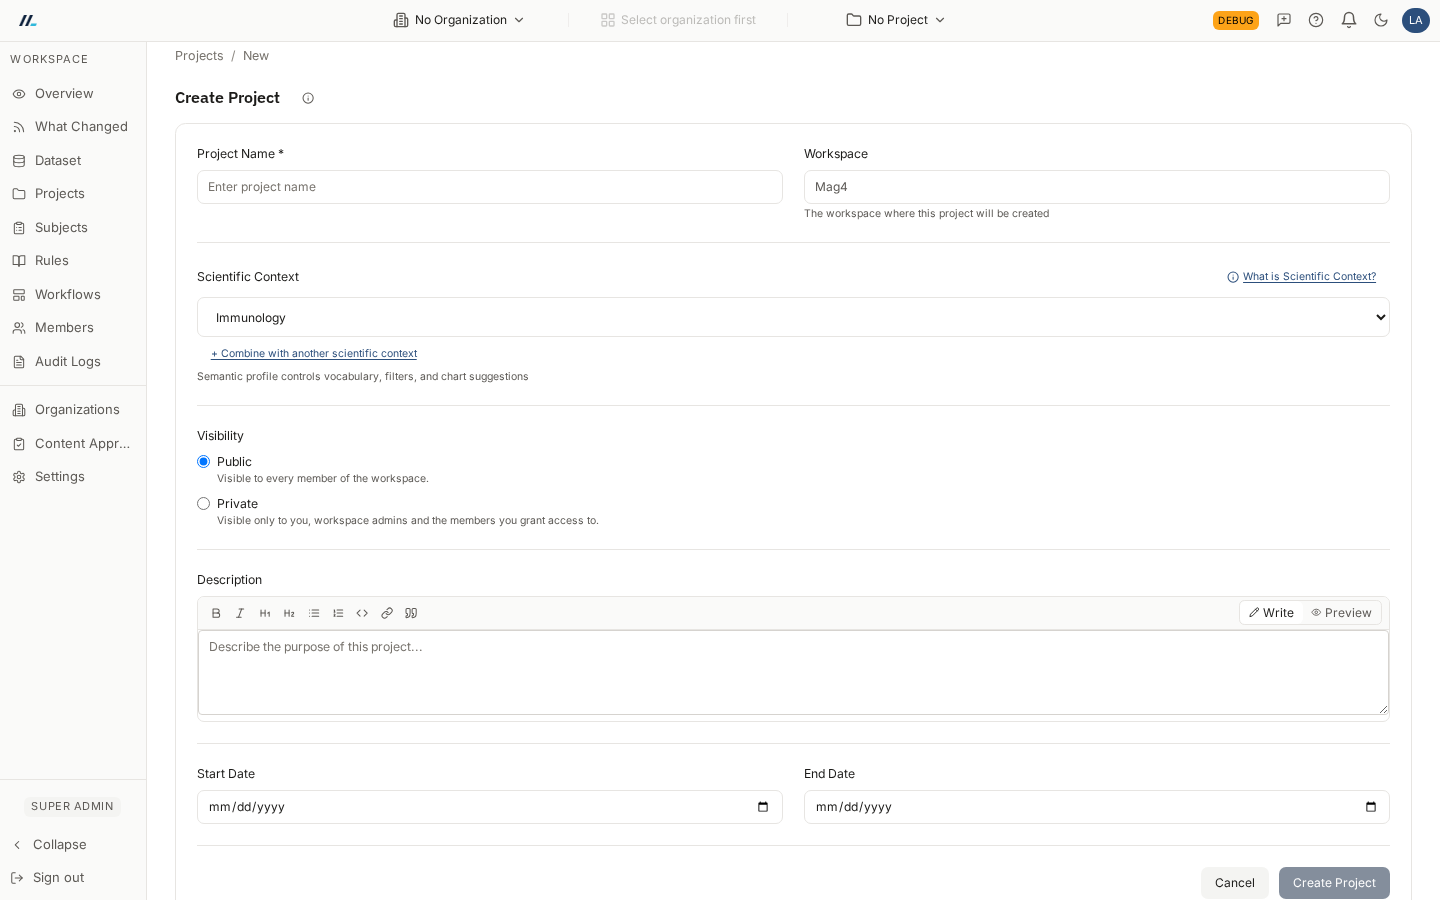 No Organization
Select organization first
No Project
DEBUG
LA
WORKSPACE
Overview
What Changed
Dataset
Projects
Subjects
Rules
Workflows
Members
Audit Logs
Organizations
Content Appr...
Settings
SUPER ADMIN
Collapse
Sign out
Projects / New
Create Project
Project Name *
Enter project name
Workspace
Mag4
The workspace where this project will be created
Scientific Context
What is Scientific Context?
Immunology
+ Combine with another scientific context
Semantic profile controls vocabulary, filters, and chart suggestions
Visibility
Public
Visible to every member of the workspace.
Private
Visible only to you, workspace admins and the members you grant access to.
Description
H1 H2
Write
Preview
Describe the purpose of this project...
Start Date
mm/dd/yyyy
End Date
mm/dd/yyyy
Cancel
Create Project